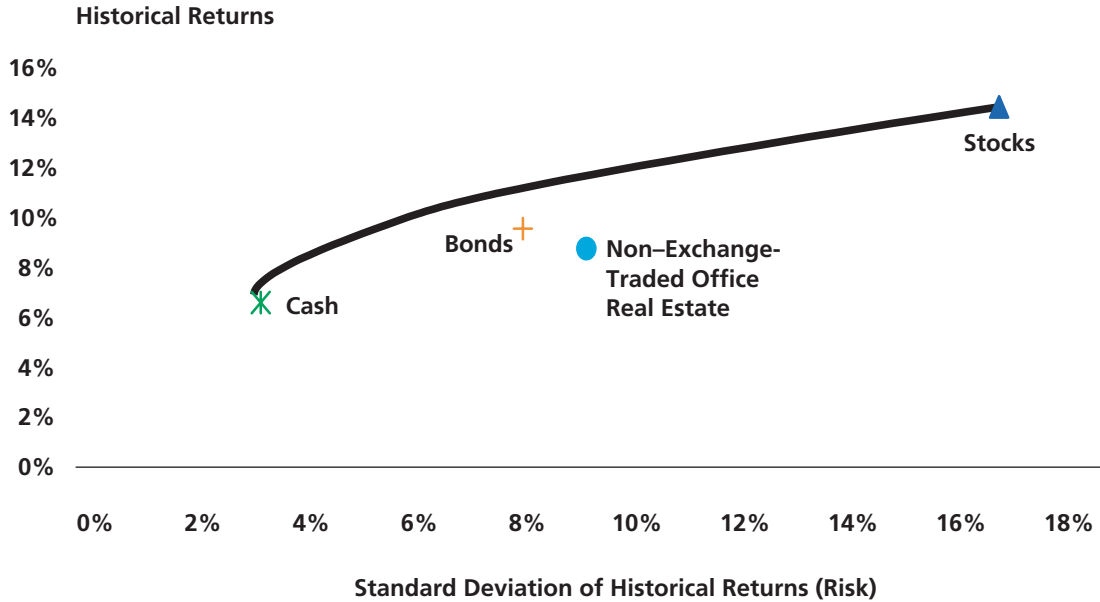 Historical Returns
16%
14%
12%
10%
8%
6%
4%
2%
0%
Stocks
Bonds
Non–Exchange-
Traded Office
Real Estate
Cash
0% 2% 4% 6% 8% 10% 12% 14% 16% 18%
Standard Deviation of Historical Returns (Risk)